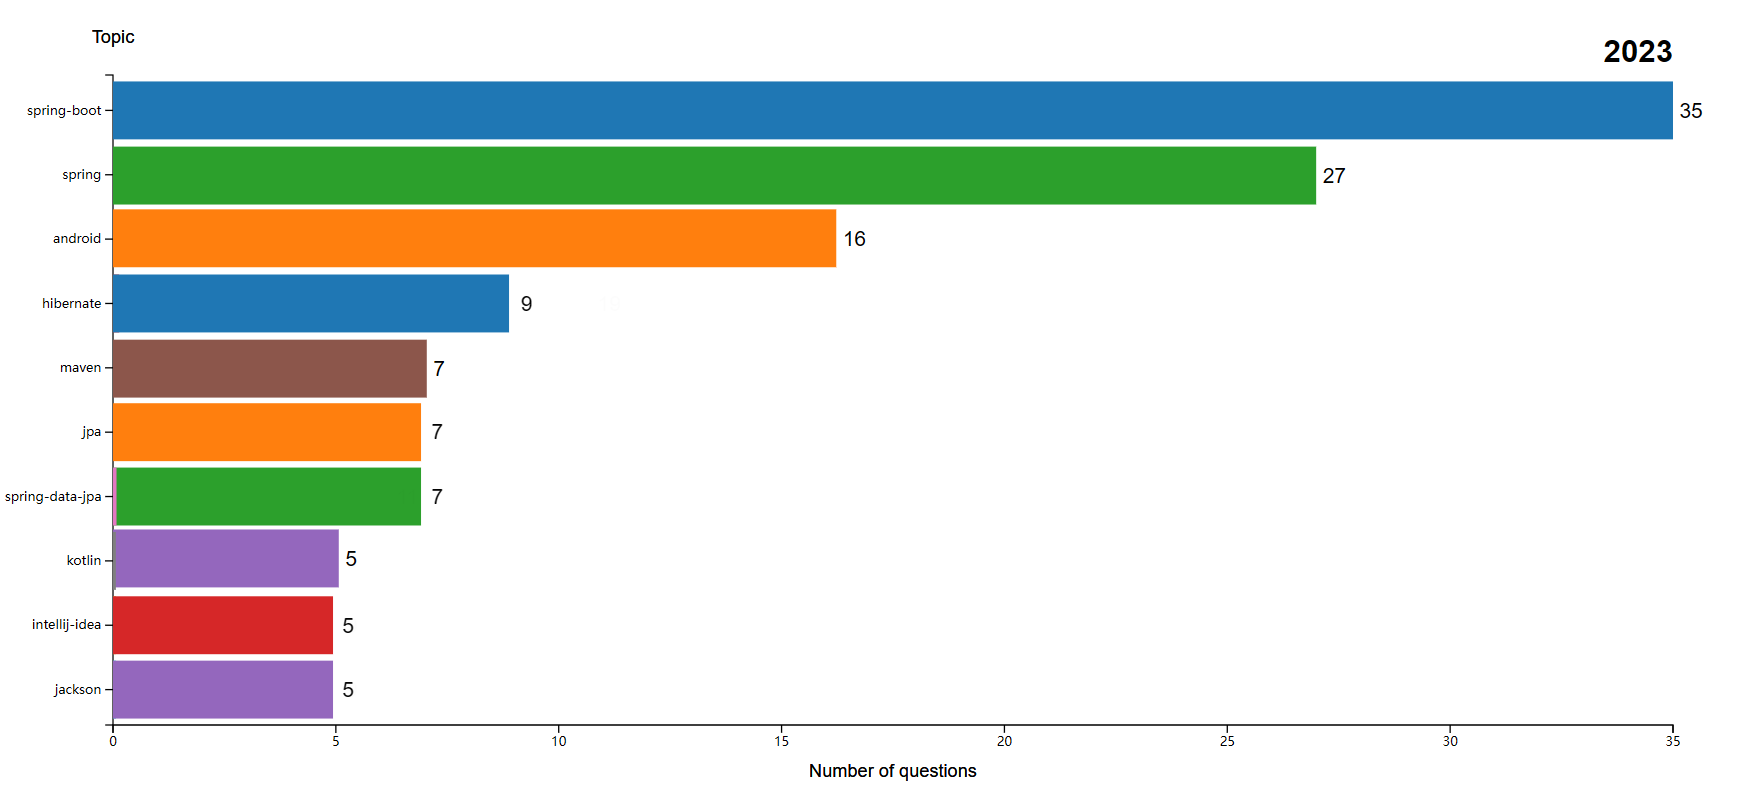 Topic
2023
spring-boot 35
spring 27
android 16
hibernate 9
maven 7
jpa 7
spring-data-jpa 7
kotlin 5
intellij-idea 5
jackson 5
0 5 10 15 20 25 30 35
Number of questions